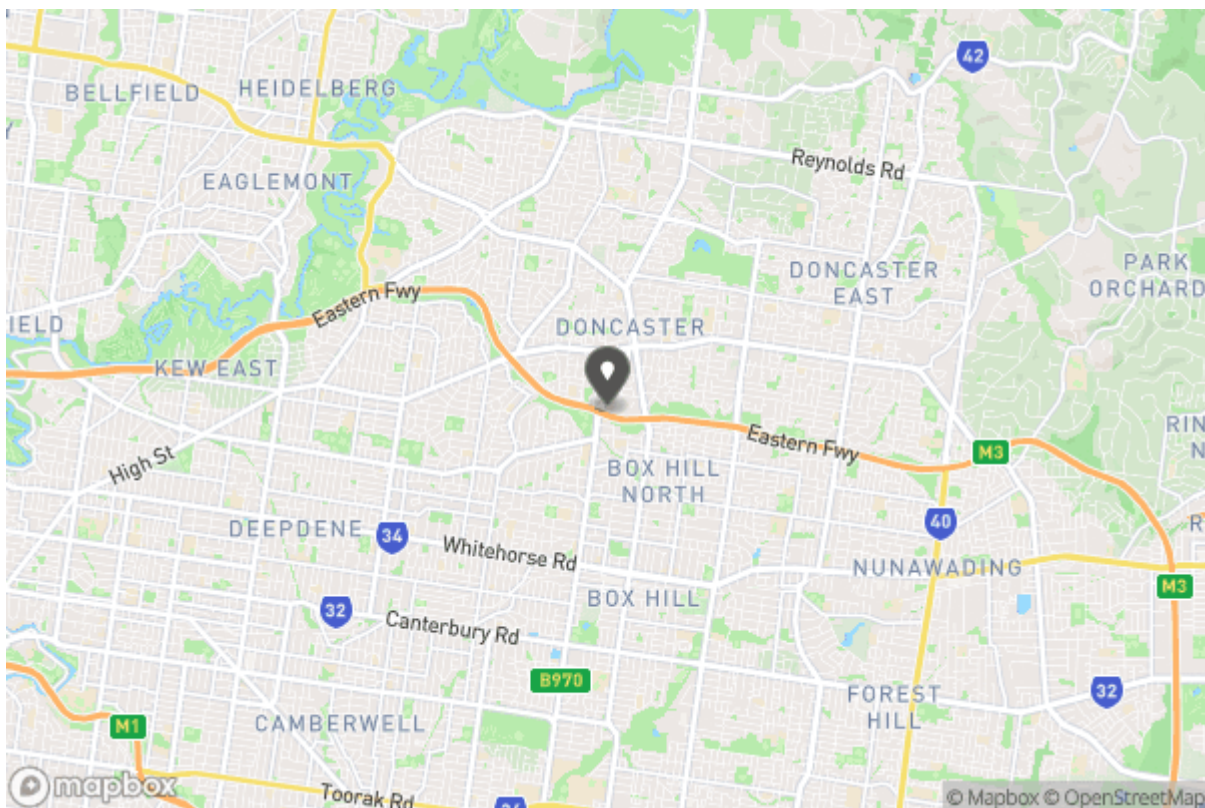 42
BELLFIELD
HEIDELBERG
Reynolds Rd
EAGLEMONT
PARK
ORCHARD
DONCASTER
EAST
Eastern Fwy
IELD
DONCASTER
KEW EAST
RIN
N
Eastern Fwy
M3
High St
BOX HILL
NORTH
DEEPDENE
34
40
R
Whitehorse Rd
NUNAWADING
M3
BOX HILL
32
Canterbury Rd
B970
FOREST
HILL
32
CAMBERWELL
M1
mapbox
Toorak Rd
© Mapbox © OpenStreetMap